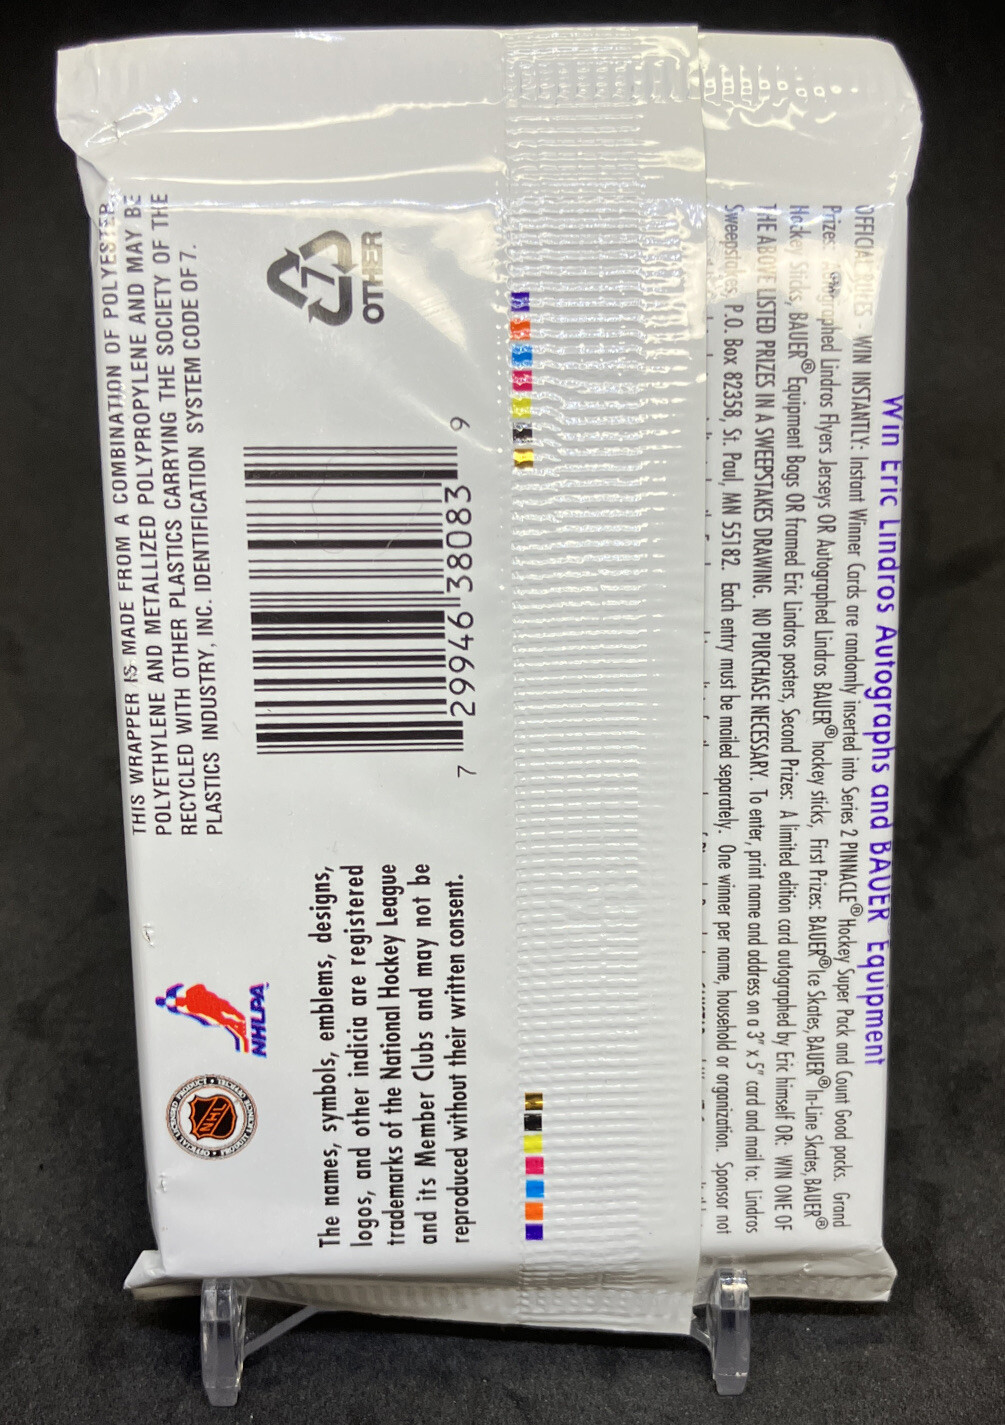 THIS WRAPPER IS MADE FROM A COMBINATION OF POLYESTER,
POLYETHYLENE AND METALLIZED POLYPROPYLENE AND MAY BE
RECYCLED WITH OTHER PLASTICS CARRYING THE SOCIETY OF THE
PLASTICS INDUSTRY, INC. IDENTIFICATION SYSTEM CODE OF 7.
7
OTHER
7 29946 38083 9
NHLPA
NHL
OFFICIAL LICENSED PRODUCT •
The names, symbols, emblems, designs,
logos, and other indicia are registered
trademarks of the National Hockey League
and its Member Clubs and may not be
reproduced without their written consent.
Win Eric Lindros Autographs and BAUER Equipment
OFFICIAL RULES - WIN INSTANTLY: Instant Winner Cards are randomly inserted into Series 2 PINNACLE® Hockey Super Pack and Count Good packs. Grand
Prizes: Autographed Lindros Flyers Jerseys OR Autographed Lindros BAUER® hockey sticks, First Prizes: BAUER® Ice Skates, BAUER® In-Line Skates, BAUER®
Hockey Sticks, BAUER® Equipment Bags OR framed Eric Lindros posters, Second Prizes: A limited edition card autographed by Eric himself OR: WIN ONE OF
THE ABOVE LISTED PRIZES IN A SWEEPSTAKES DRAWING. NO PURCHASE NECESSARY. To enter, print name and address on a 3" x 5" card and mail to: Lindros
Sweepstakes, P.O. Box 82358, St. Paul, MN 55182. Each entry must be mailed separately. One winner per name, household or organization. Sponsor not